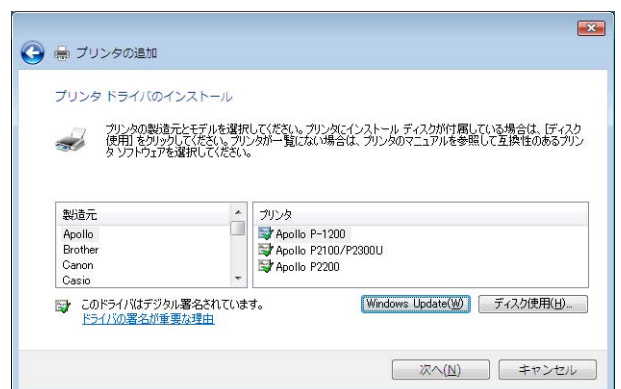 プリンタの追加
プリンタ ドライバのインストール
プリンタの製造元とモデルを選択してください。プリンタにインストール ディスクが付属している場合は、[ディスク
使用] をクリックしてください。プリンタが一覧にない場合は、プリンタのマニュアルを参照して互換性のあるプリン
タ ソフトウェアを選択してください。
製造元
Apollo
Brother
Canon
Casio
プリンタ
Apollo P-1200
Apollo P2100/P2300U
Apollo P2200
このドライバはデジタル署名されています。
ドライバの署名が重要な理由
Windows Update(W)
ディスク使用(H)...
次へ(N)
キャンセル